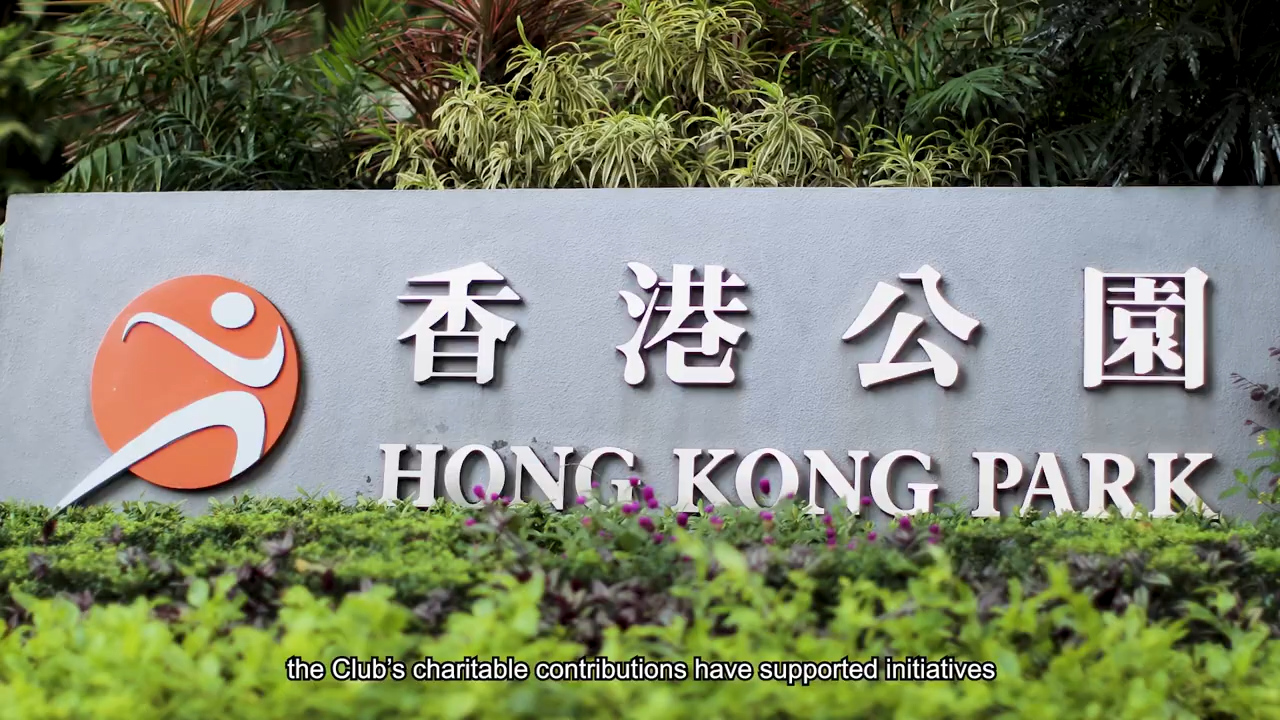 香港公園
HONG KONG PARK
the Club's charitable contributions have supported initiatives